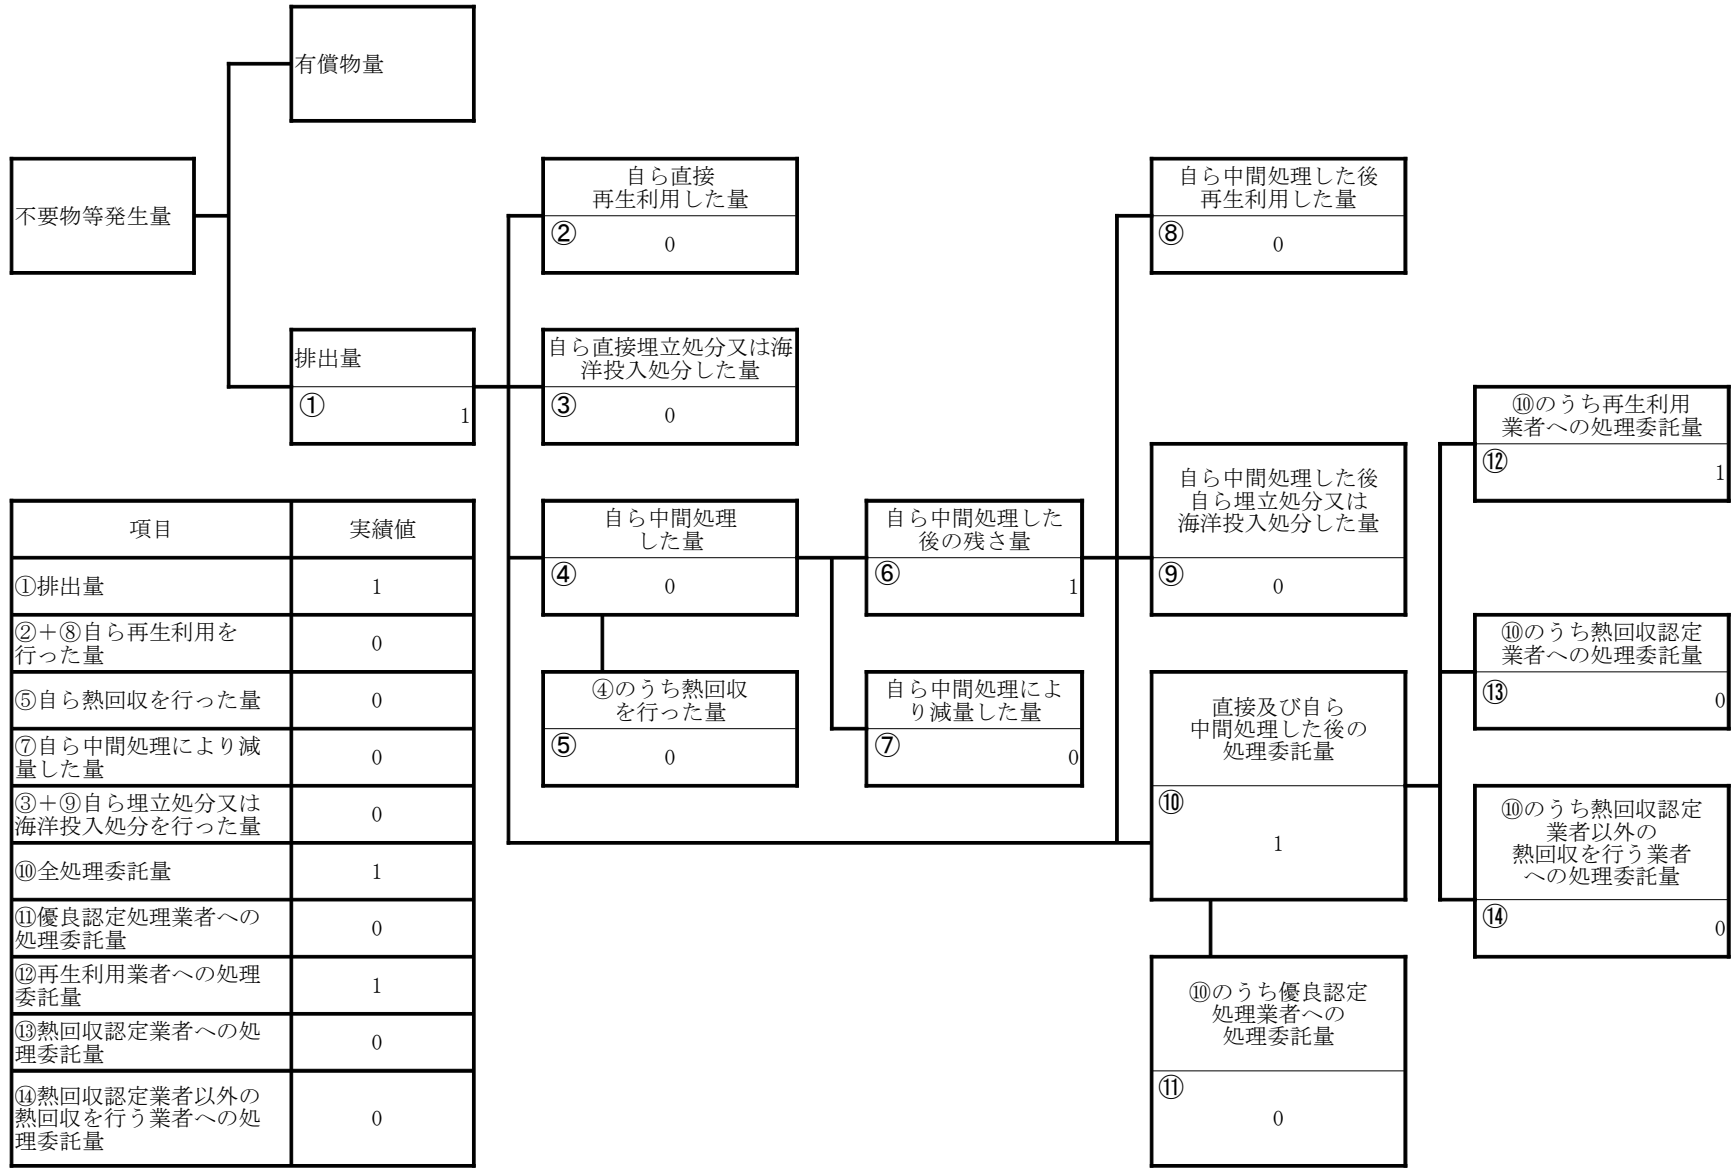 有償物量
不要物等発生量
排出量
①
1
自ら直接
再生利用した量
②
0
自ら直接埋立処分又は海
洋投入処分した量
③
0
自ら中間処理
した量
④
0
④のうち熱回収
を行った量
⑤
0
自ら中間処理した
後の残さ量
⑥
1
自ら中間処理によ
り減量した量
⑦
0
自ら中間処理した後
再生利用した量
⑧
0
自ら中間処理した後
自ら埋立処分又は
海洋投入処分した量
⑨
0
直接及び自ら
中間処理した後の
処理委託量
⑩
1
⑩のうち優良認定
処理業者への
処理委託量
⑪
0
⑩のうち再生利用
業者への処理委託量
⑫
1
⑩のうち熱回収認定
業者への処理委託量
⑬
0
⑩のうち熱回収認定
業者以外の
熱回収を行う業者
への処理委託量
⑭
0
項目 実績値
①排出量 1
②＋⑧自ら再生利用を
行った量 0
⑤自ら熱回収を行った量 0
⑦自ら中間処理により減
量した量 0
③＋⑨自ら埋立処分又は
海洋投入処分を行った量 0
⑩全処理委託量 1
⑪優良認定処理業者への
処理委託量 0
⑫再生利用業者への処理
委託量 1
⑬熱回収認定業者への処
理委託量 0
⑭熱回収認定業者以外の
熱回収を行う業者への処 0
理委託量